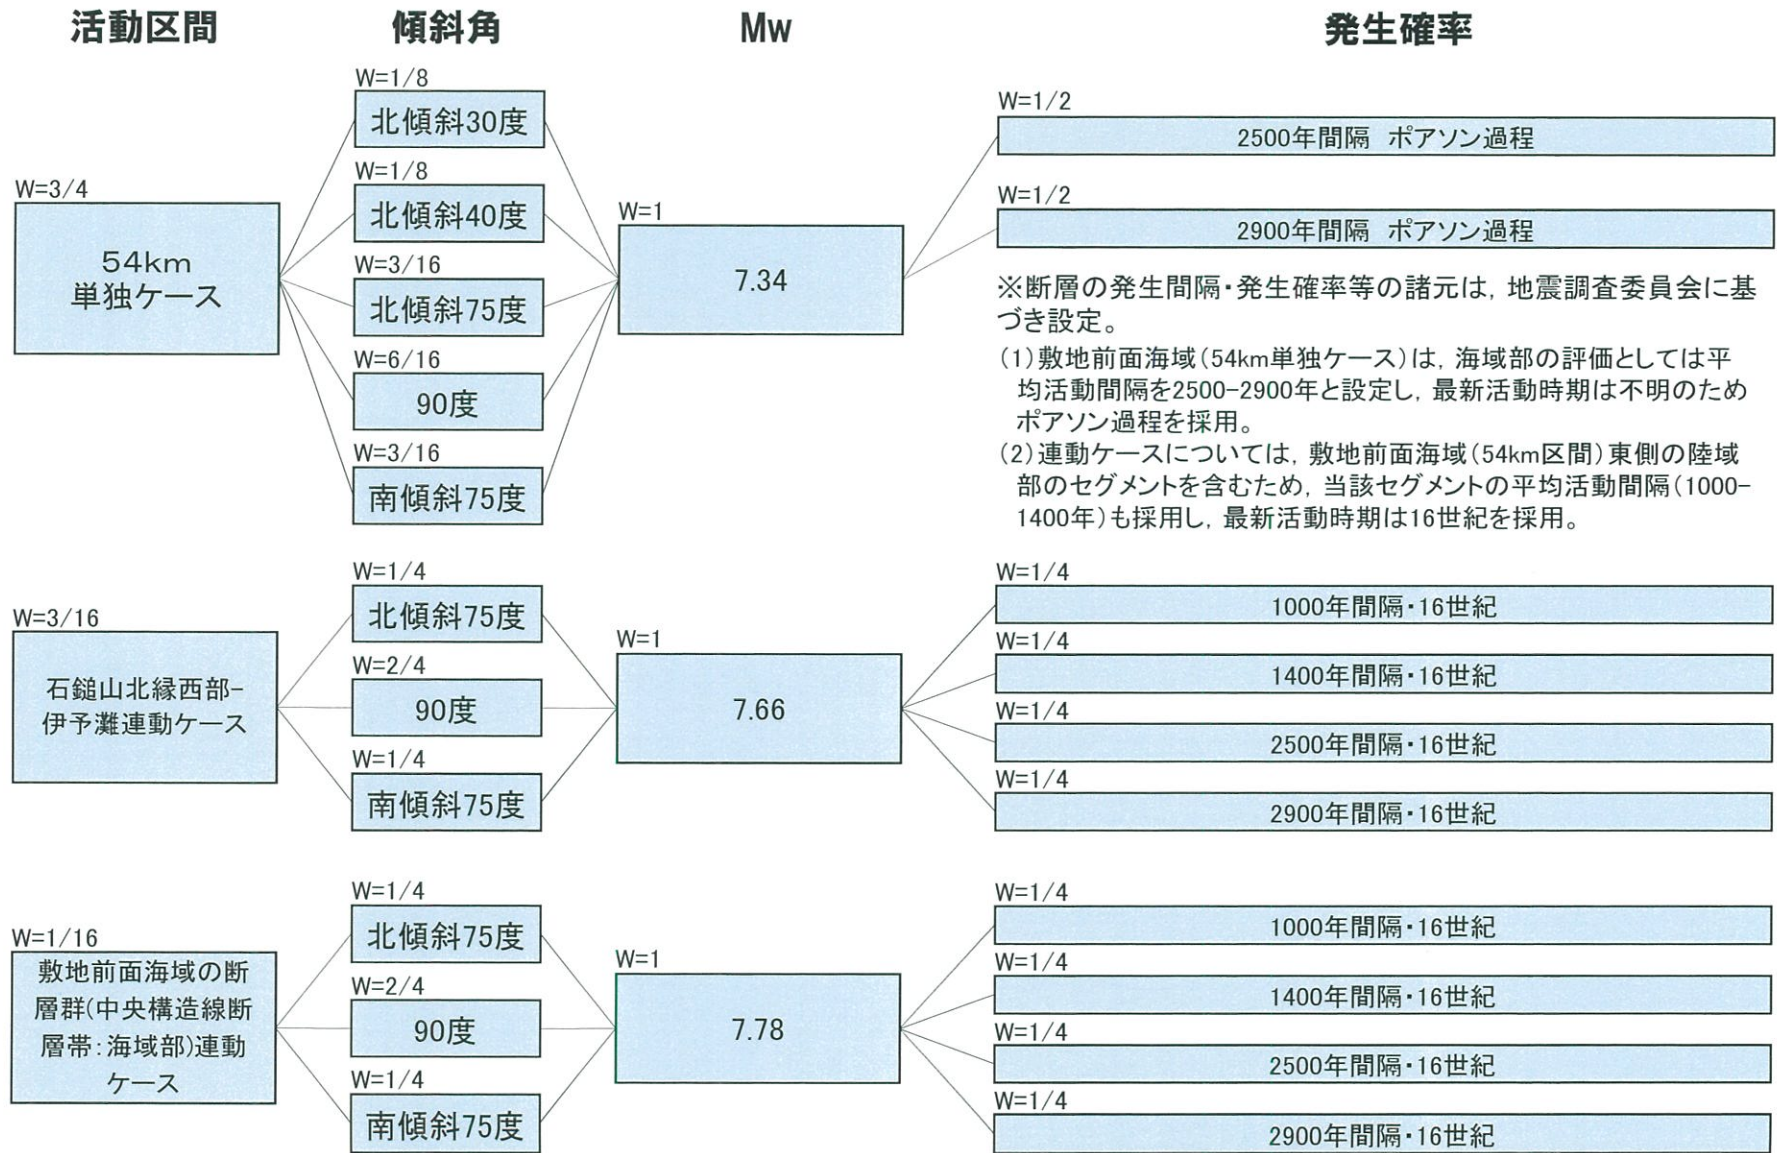 活動区間
傾斜角
Mw
発生確率
W=3/4
54km
単独ケース
W=1/8
北傾斜30度
W=1/8
北傾斜40度
W=3/16
北傾斜75度
W=6/16
90度
W=3/16
南傾斜75度
W=1
7.34
W=1/2
2500年間隔 ポアソン過程
W=1/2
2900年間隔 ポアソン過程
※断層の発生間隔・発生確率等の諸元は, 地震調査委員会に基
づき設定。
(1)敷地前面海域(54km単独ケース)は, 海域部の評価としては平
均活動間隔を2500-2900年と設定し, 最新活動時期は不明のため
ポアソン過程を採用。
(2)連動ケースについては, 敷地前面海域(54km区間)東側の陸域
部のセグメントを含むため, 当該セグメントの平均活動間隔(1000-
1400年)も採用し, 最新活動時期は16世紀を採用。
W=3/16
石鎚山北縁西部-
伊予灘連動ケース
W=1/4
北傾斜75度
W=2/4
90度
W=1/4
南傾斜75度
W=1
7.66
W=1/4
1000年間隔・16世紀
W=1/4
1400年間隔・16世紀
W=1/4
2500年間隔・16世紀
W=1/4
2900年間隔・16世紀
W=1/16
敷地前面海域の断
層群(中央構造線断
層帯:海域部)連動
ケース
W=1/4
北傾斜75度
W=2/4
90度
W=1/4
南傾斜75度
W=1
7.78
W=1/4
1000年間隔・16世紀
W=1/4
1400年間隔・16世紀
W=1/4
2500年間隔・16世紀
W=1/4
2900年間隔・16世紀